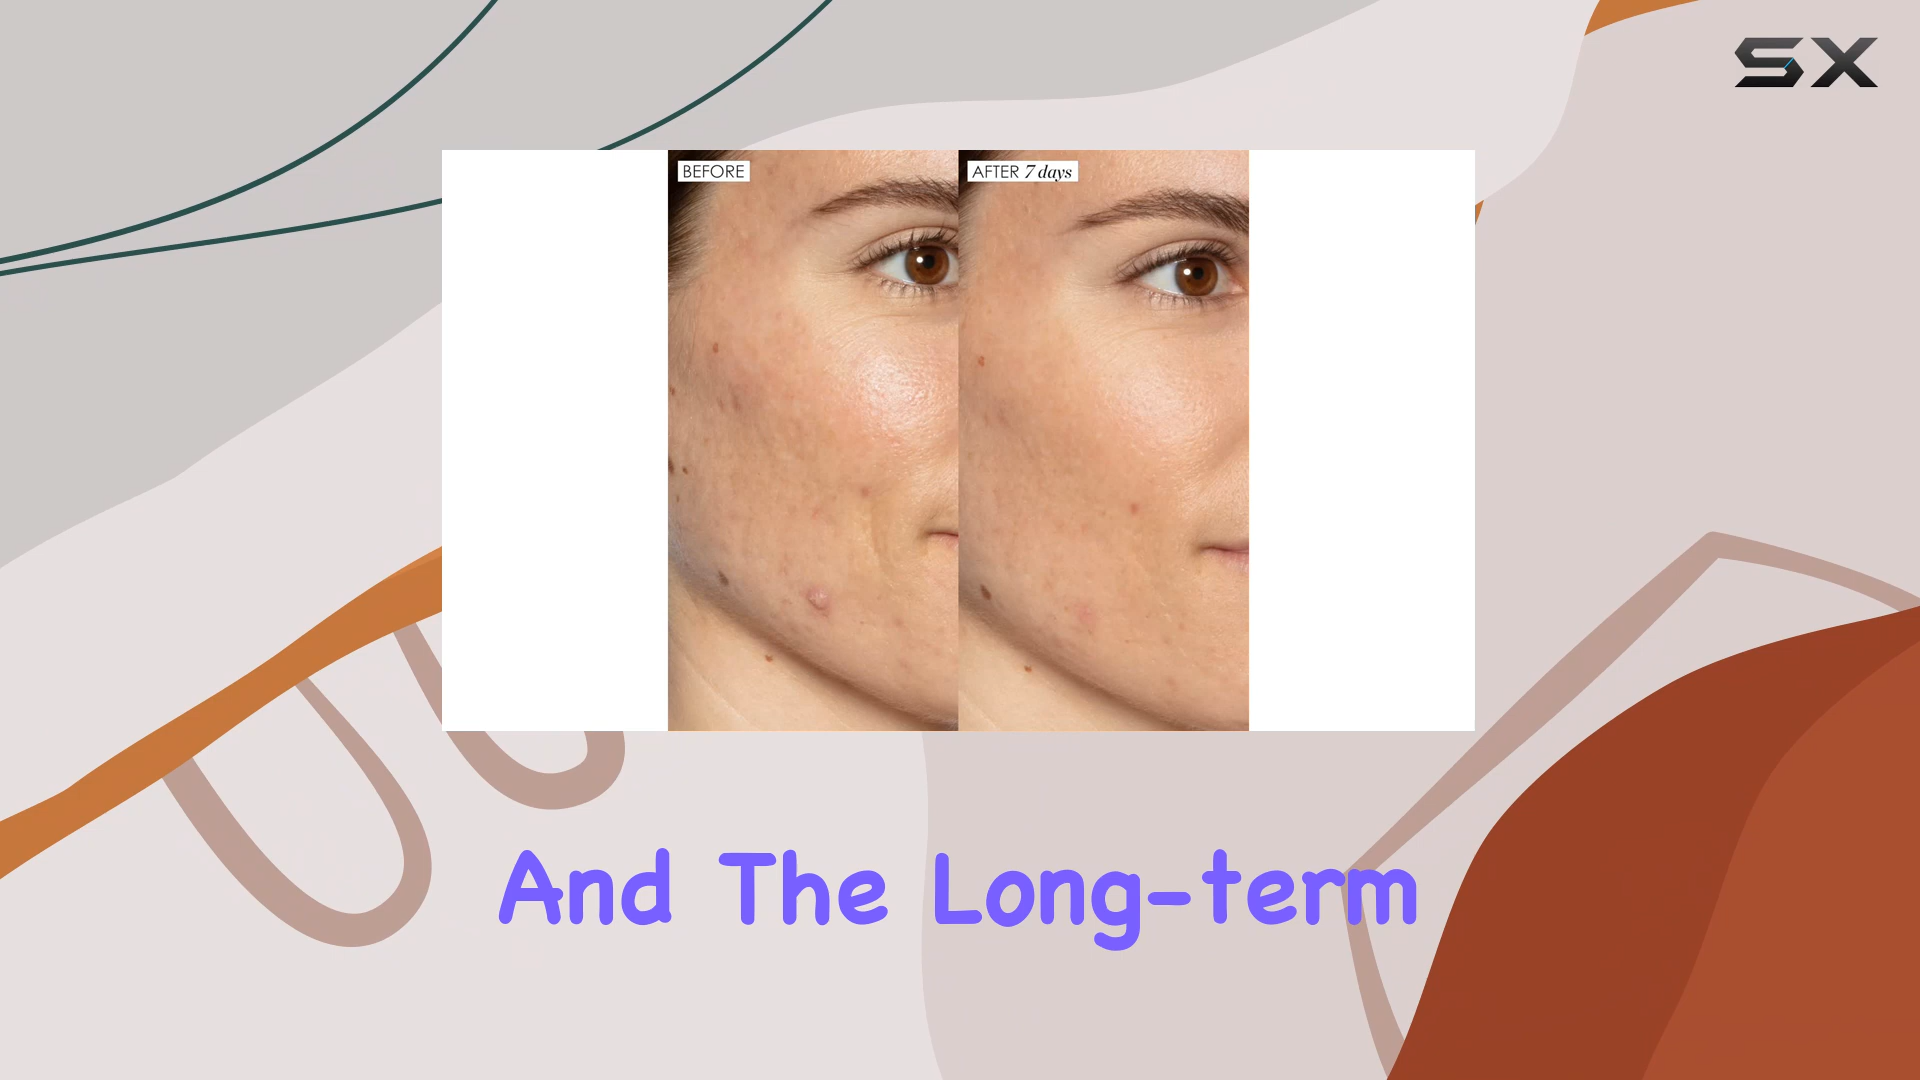 SX
BEFORE
AFTER 7 days
And The Long-term